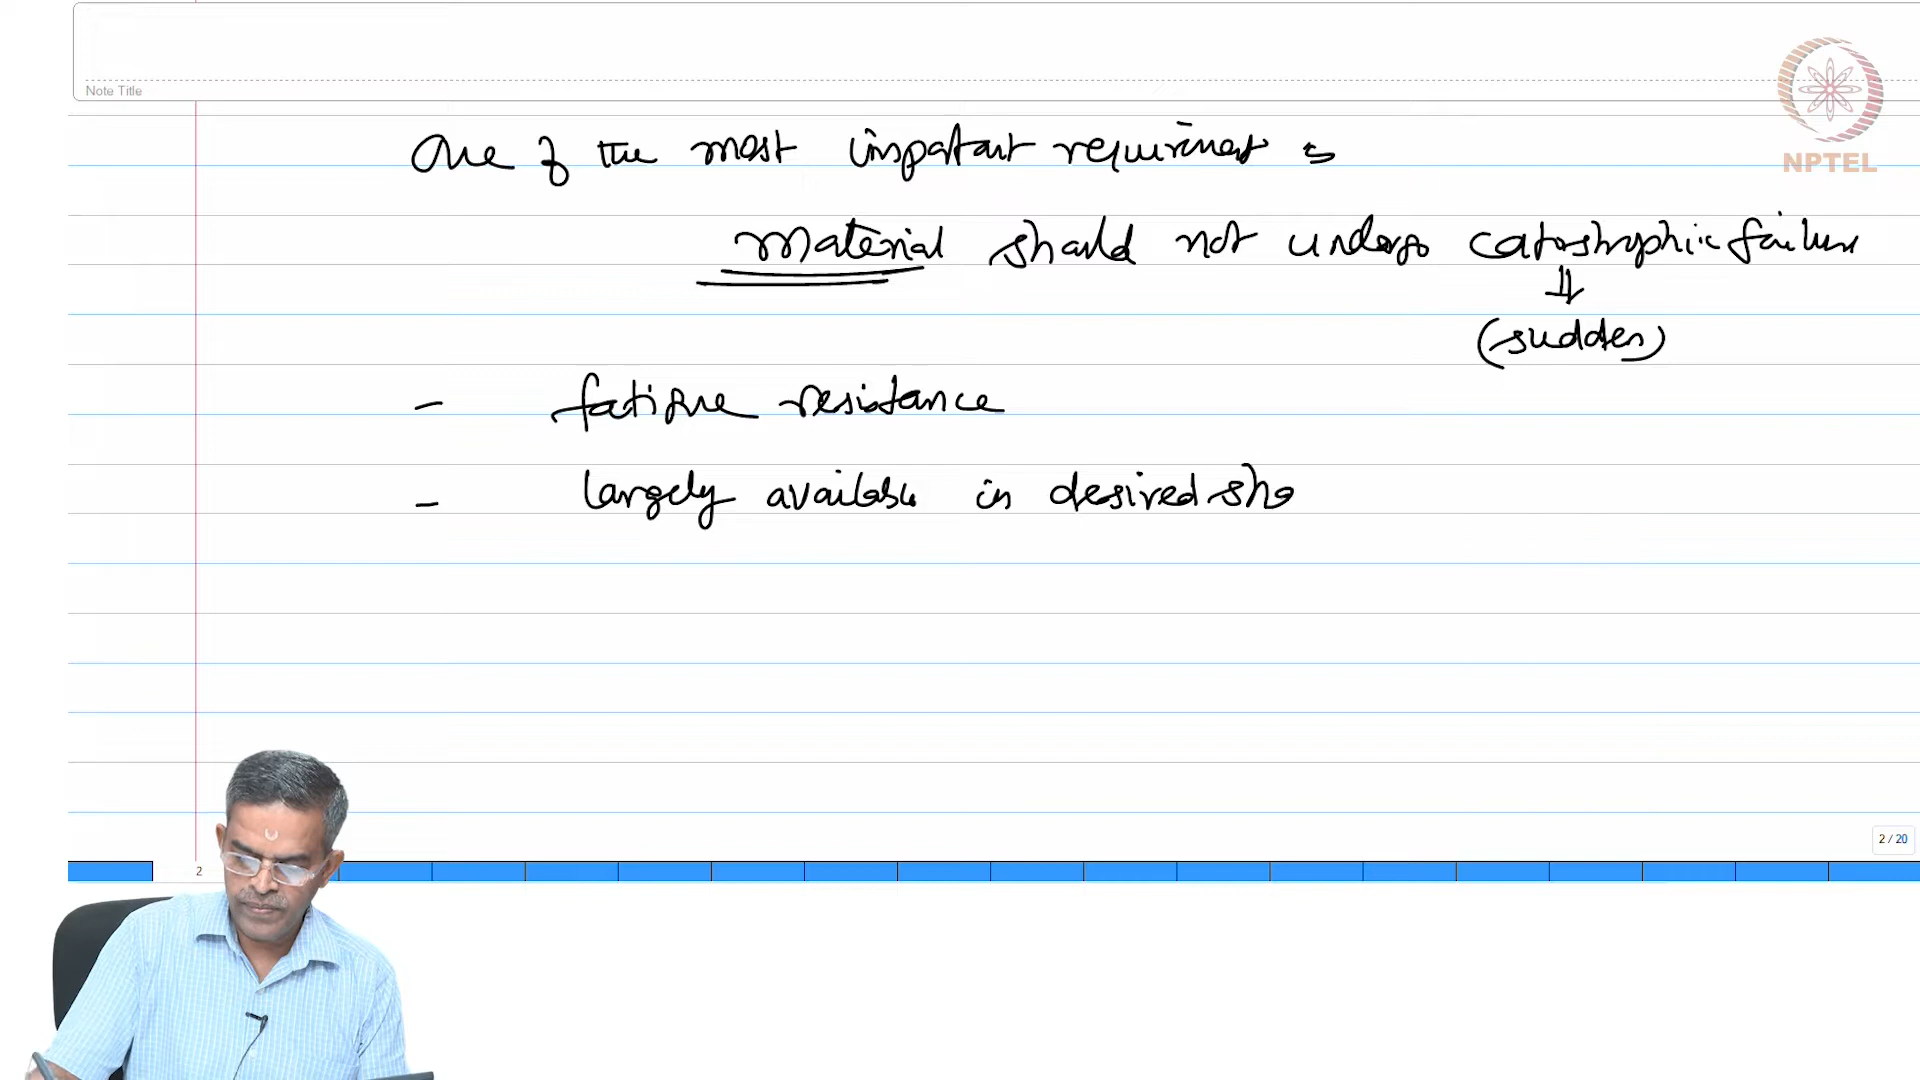 Note Title
NPTEL
One of the most important requirement is
material should not undergo catastrophic failure
(sudden)
- fatigue resistance
- largely available in desired sha
2 / 20
2